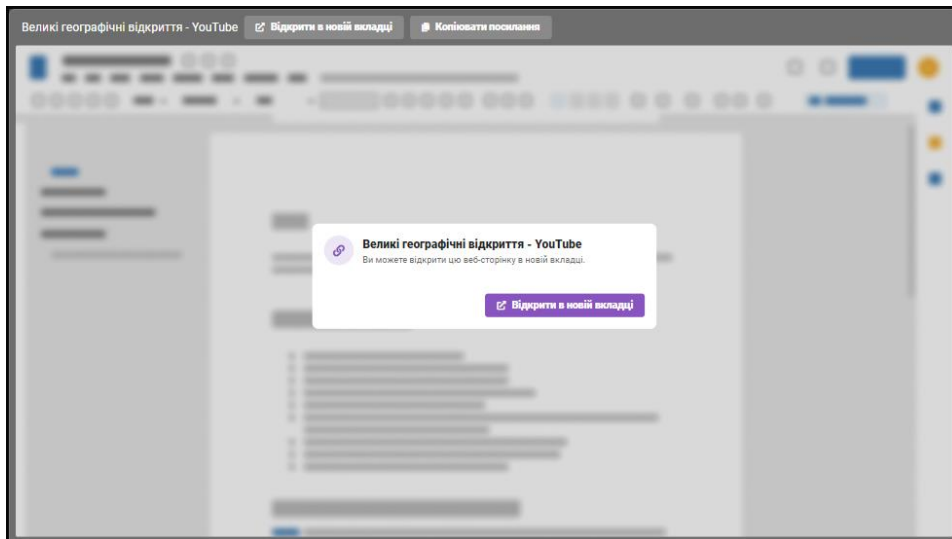 Великі географічні відкриття - YouTube Відкрити в новій вкладці Копіювати посилання
Великі географічні відкриття - YouTube
Ви можете відкрити цю веб-сторінку в новій вкладці.
Відкрити в новій вкладці